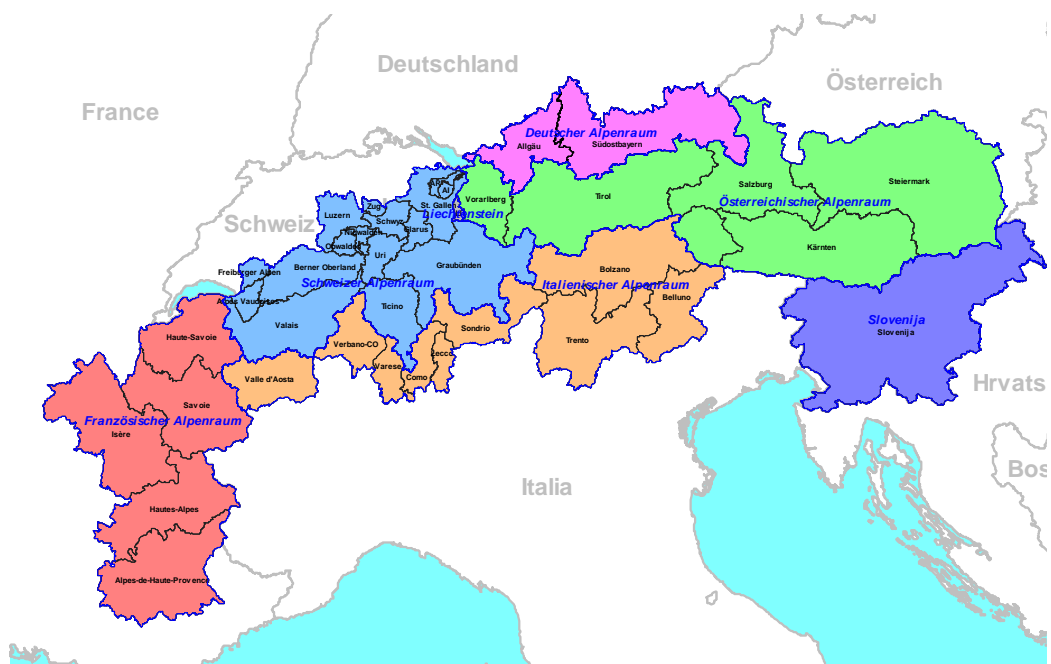 Deutschland
Österreich
France
Deutscher Alpenraum
Allgäu
Südostbayern
Steiermark
Salzburg
AI
Vorarlberg
Tirol
Österreichischer Alpenraum
St. Gallen
Zug
Luzern
Liechtenstein
Schwyz
Schweiz
Glarus
Nidwalden
Obwalden
Kärnten
Uri
Graubünden
Berner Oberland
Bolzano
Freiburger Alpen
Schweizer Alpenraum
Italienischer Alpenraum
Belluno
Alpes Vaudoises
Ticino
Slovenija
Slovenija
Valais
Sondrio
Haute-Savoie
Verbano-CO
Trento
Lecco
Varese
Como
Valle d'Aosta
Hrvats
Savoie
Französischer Alpenraum
Isère
Bos
Italia
Hautes-Alpes
Alpes-de-Haute-Provence